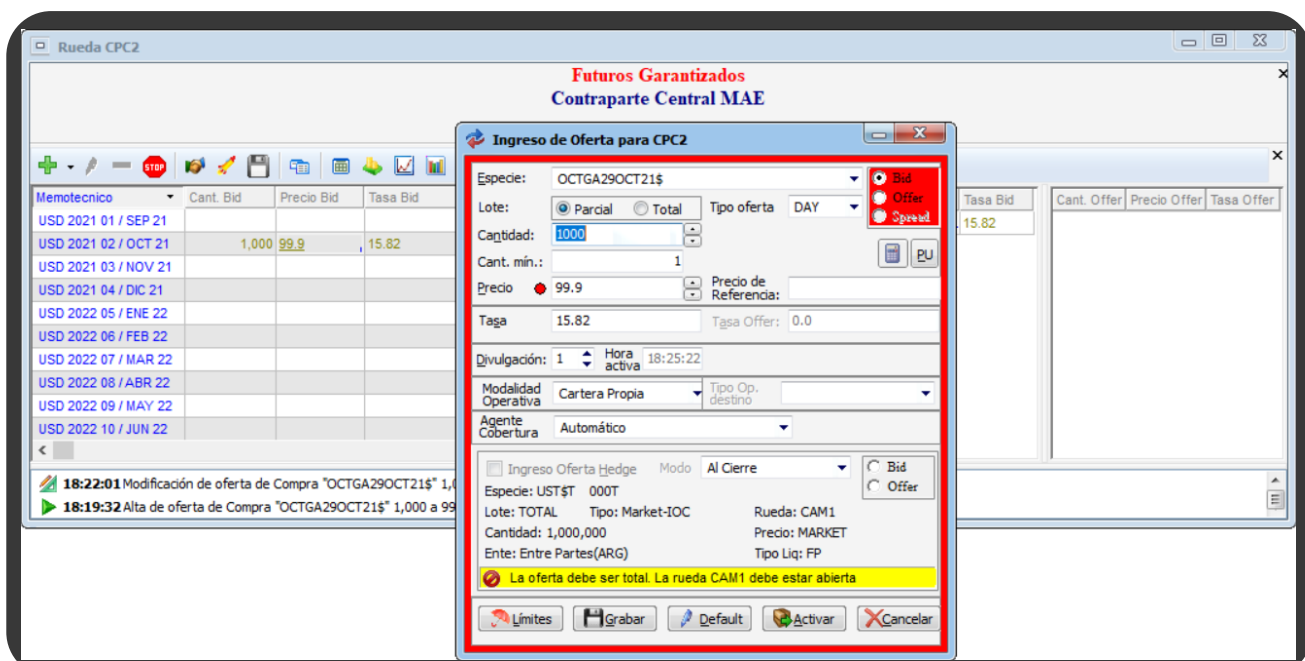 Rueda CPC2
Futuros Garantizados
Contraparte Central MAE
STOP
Memotecnico Cant. Bid Precio Bid Tasa Bid
USD 2021 01 / SEP 21
USD 2021 02 / OCT 21 1,000 99.9 15.82
USD 2021 03 / NOV 21
USD 2021 04 / DIC 21
USD 2022 05 / ENE 22
USD 2022 06 / FEB 22
USD 2022 07 / MAR 22
USD 2022 08 / ABR 22
USD 2022 09 / MAY 22
USD 2022 10 / JUN 22
18:22:01 Modificación de oferta de Compra "OCTGA29OCT21$" 1,0
18:19:32 Alta de oferta de Compra "OCTGA29OCT21$" 1,000 a 99
Ingreso de Oferta para CPC2
Especie: OCTGA29OCT21$
Bid
Offer
Spread
Lote: Parcial Total Tipo oferta DAY
Cantidad: 1000
PU
Cant. mín.: 1
Precio 99.9 Precio de Referencia:
Tasa 15.82 Tasa Offer: 0.0
Divulgación: 1 Hora activa 18:25:22
Modalidad Operativa Cartera Propia Tipo Op. destino
Agente Cobertura Automático
Ingreso Oferta Hedge Modo Al Cierre Bid
Offer
Especie: UST$T 000T
Lote: TOTAL Tipo: Market-IOC Rueda: CAM1
Cantidad: 1,000,000 Precio: MARKET
Ente: Entre Partes(ARG) Tipo Liq: FP
La oferta debe ser total. La rueda CAM1 debe estar abierta
Límites Grabar Default Activar Cancelar
Tasa Bid
15.82
Cant. Offer Precio Offer Tasa Offer